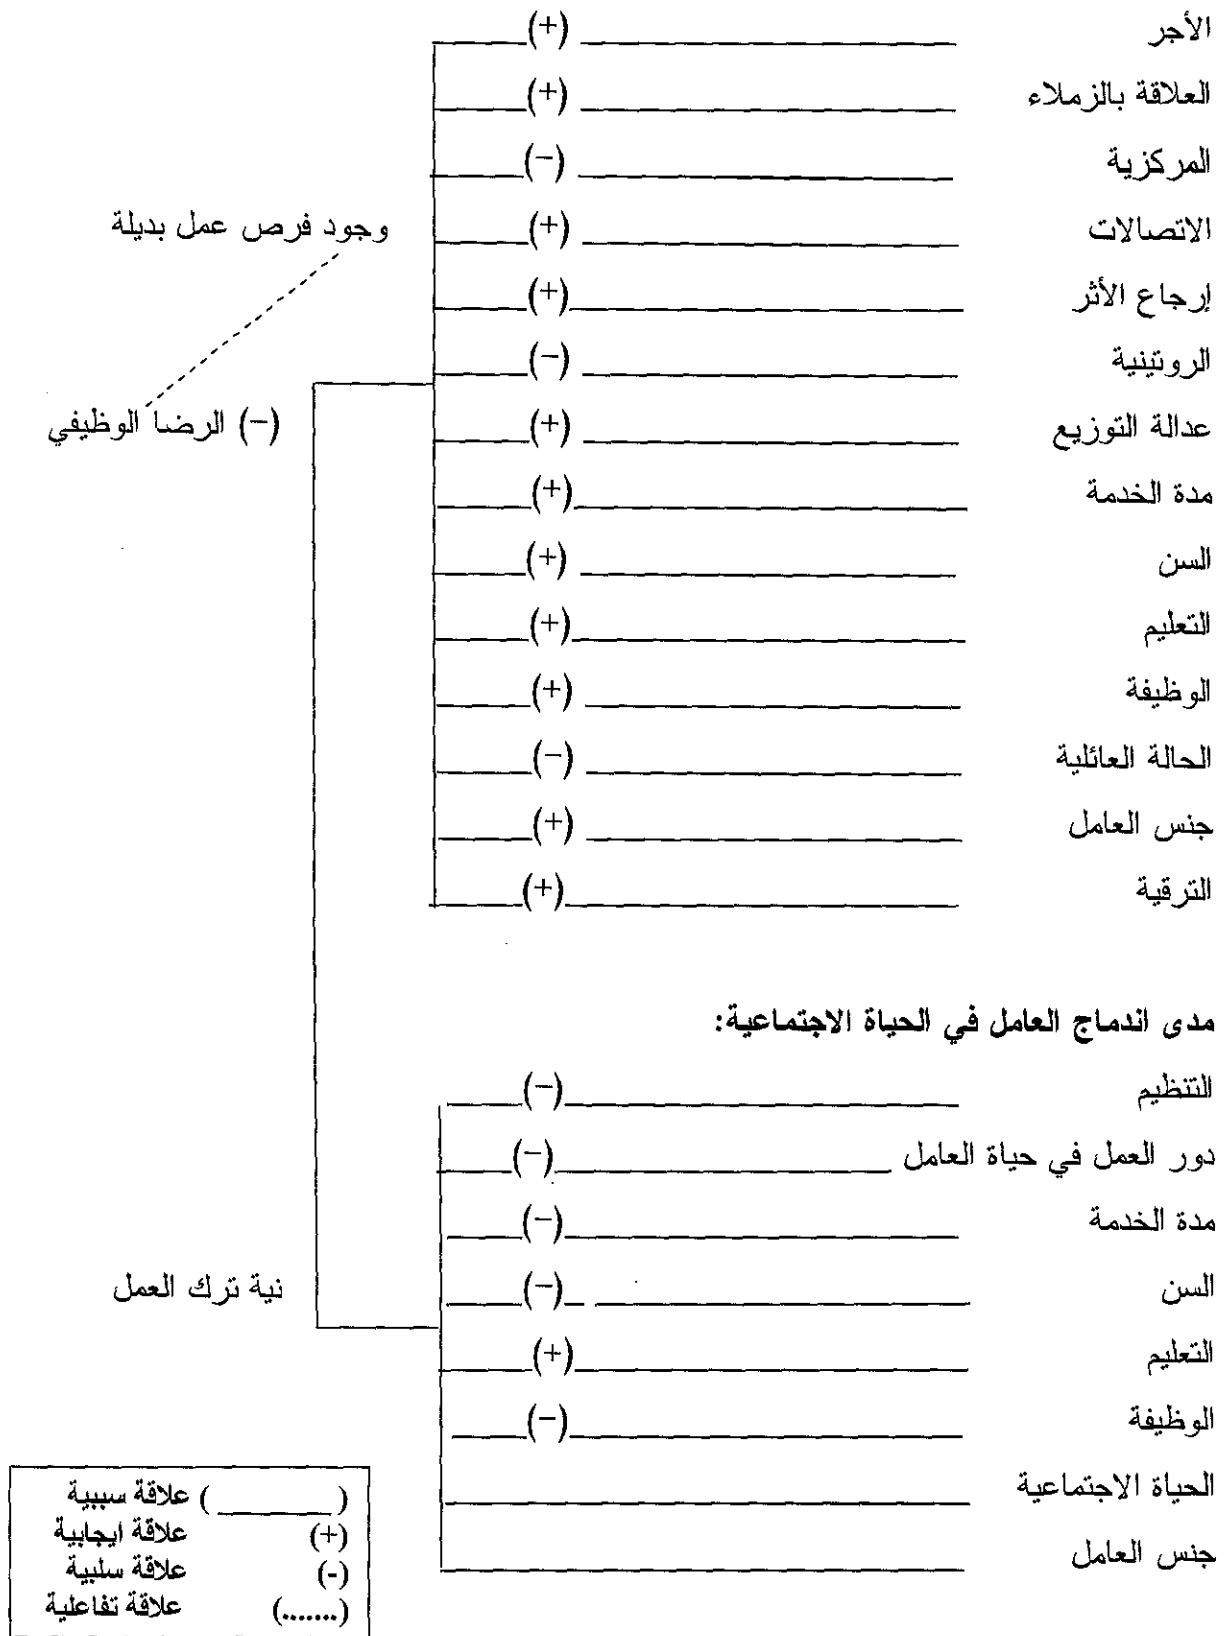 الأجر (+)
العلاقة بالزملاء (+)
المركزية (-)
الاتصالات (+)
وجود فرص عمل بديلة
إرجاع الأثر (+)
الروتينية (-)
عدالة التوزيع (+)
(-) الرضا الوظيفي
مدة الخدمة (+)
السن (+)
التعليم (+)
الوظيفة (+)
الحالة العائلية (-)
جنس العامل (+)
الترقية (+)
مدى اندماج العامل في الحياة الاجتماعية:
التنظيم (-)
دور العمل في حياة العامل (-)
مدة الخدمة (-)
السن (-)
نية ترك العمل
التعليم (+)
الوظيفة (-)
الحياة الاجتماعية
جنس العامل
(ـــــــــ) علاقة سببية
(+) علاقة ايجابية
(-) علاقة سلبية
(.......) علاقة تفاعلية